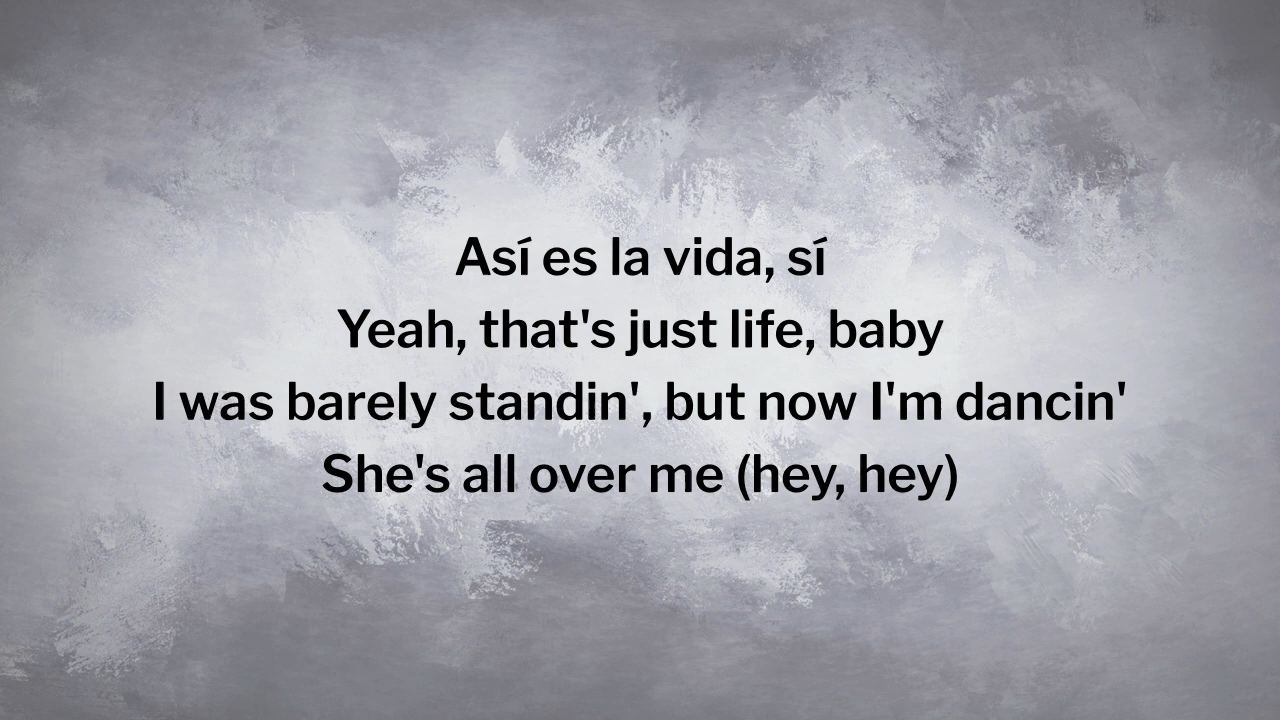 Así es la vida, sí
Yeah, that's just life, baby
I was barely standin', but now I'm dancin'
She's all over me (hey, hey)